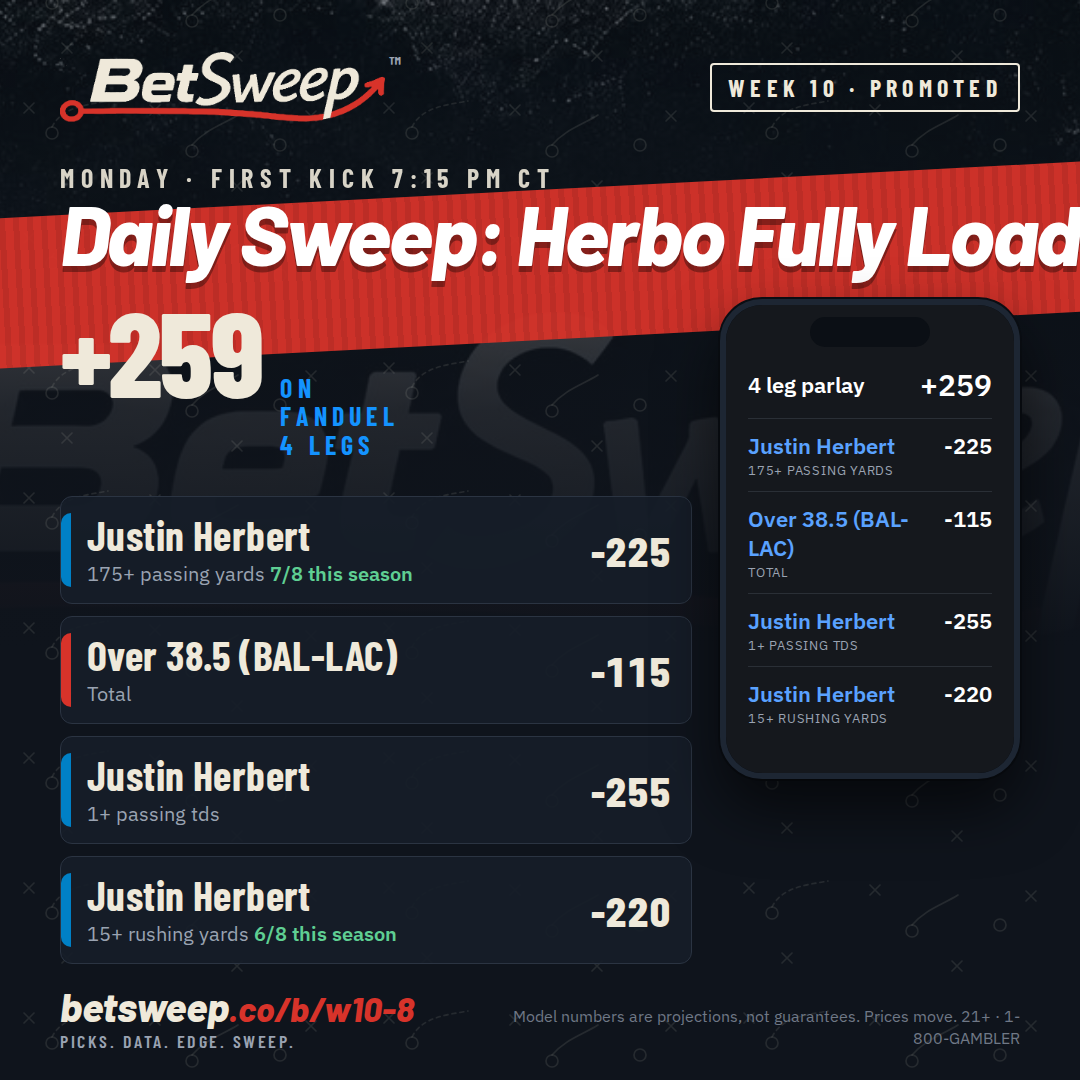 BetSweep™
WEEK 10 · PROMOTED
MONDAY · FIRST KICK 7:15 PM CT
Daily Sweep: Herbo Fully Load
+259
ON
FANDUEL
4 LEGS
Justin Herbert
175+ passing yards 7/8 this season
-225
Over 38.5 (BAL-LAC)
Total
-115
Justin Herbert
1+ passing tds
-255
Justin Herbert
15+ rushing yards 6/8 this season
-220
4 leg parlay
+259
Justin Herbert
-225
175+ PASSING YARDS
Over 38.5 (BAL-
LAC)
-115
TOTAL
Justin Herbert
-255
1+ PASSING TDS
Justin Herbert
-220
15+ RUSHING YARDS
betsweep.co/b/w10-8
PICKS. DATA. EDGE. SWEEP.
Model numbers are projections, not guarantees. Prices move. 21+ · 1-
800-GAMBLER